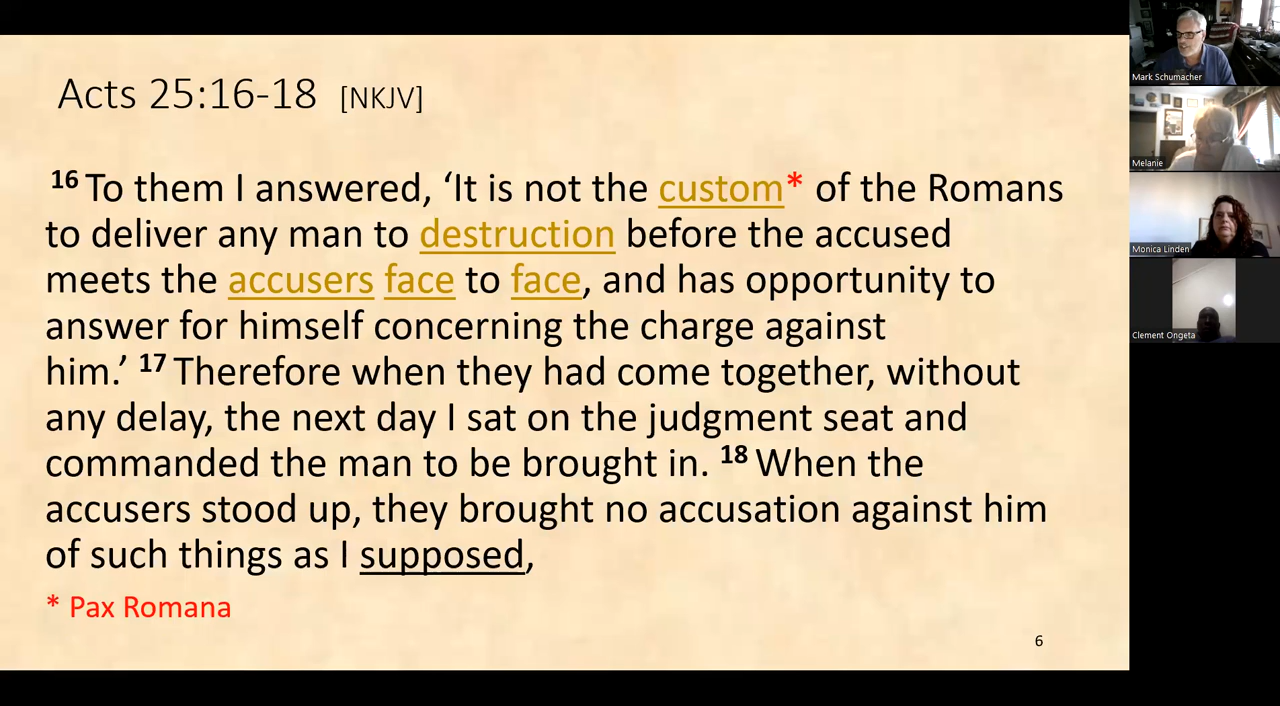 Acts 25:16-18 [NKJV]
16 To them I answered, ‘It is not the custom* of the Romans
to deliver any man to destruction before the accused
meets the accusers face to face, and has opportunity to
answer for himself concerning the charge against
him.’ 17 Therefore when they had come together, without
any delay, the next day I sat on the judgment seat and
commanded the man to be brought in. 18 When the
accusers stood up, they brought no accusation against him
of such things as I supposed,
* Pax Romana
6
Mark Schumacher
Melanie
Monica Linden
Clement Ongeta